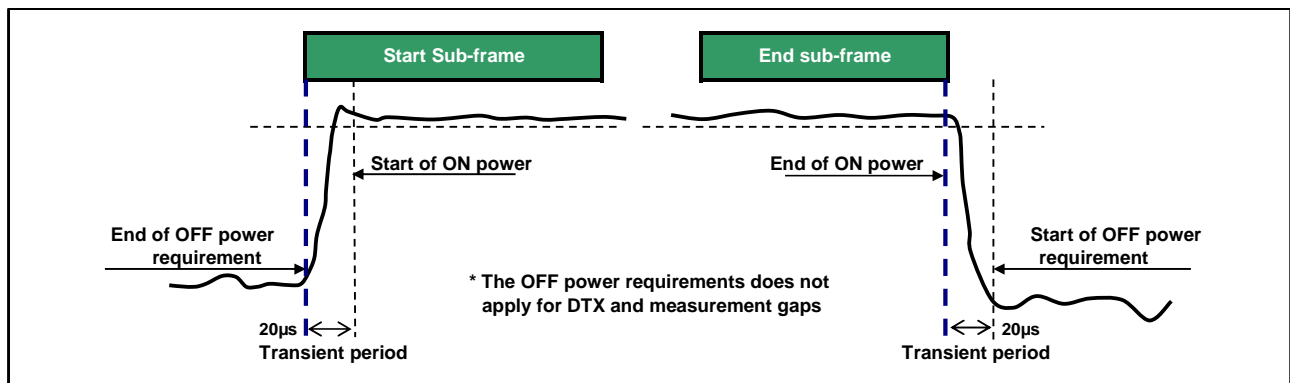 Start Sub-frame
End sub-frame
Start of ON power
End of ON power
End of OFF power
requirement
Start of OFF power
requirement
* The OFF power requirements does not
apply for DTX and measurement gaps
20µs
Transient period
20µs
Transient period